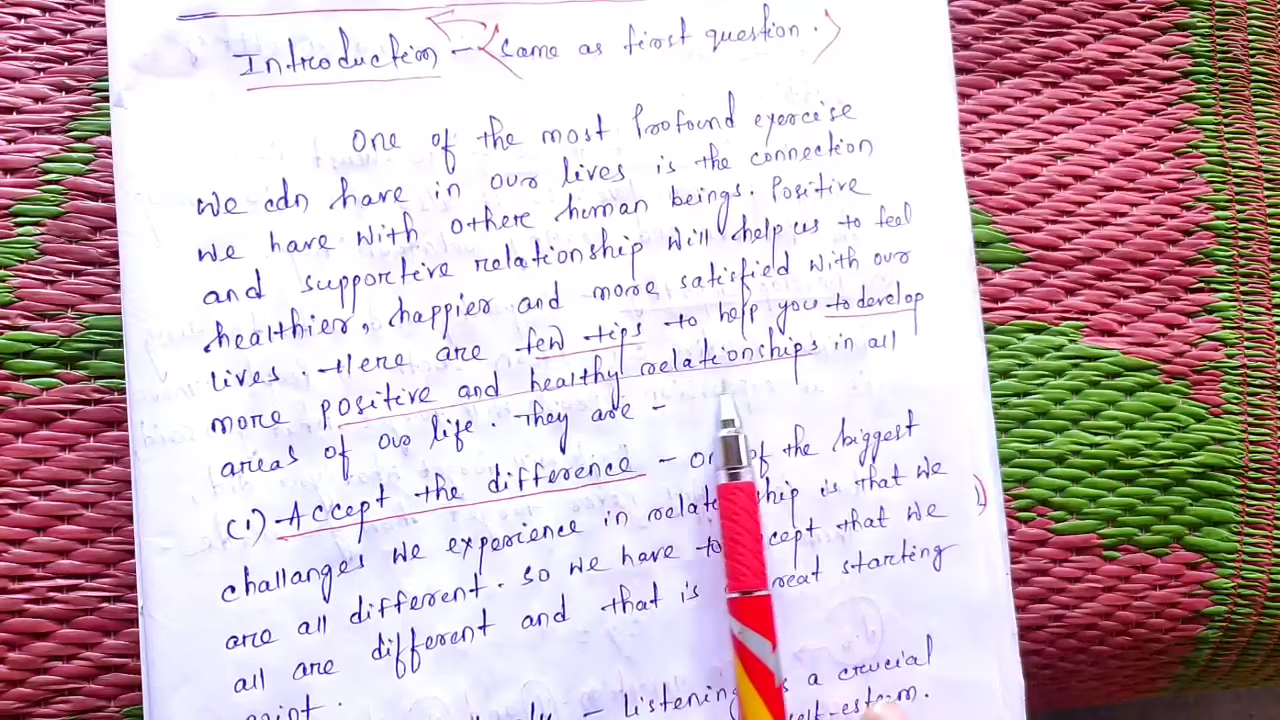 Introduction - (Same as first question.)
One of the most Profound exercise
we can have in our lives is the connection
we have with othere human beings. Positive
and supportive relationship will help us to feel
healthier, happier and more satisfied with our
lives. Here are few tips to help you to develop
more positive and healthy relationships in all
areas of our life. They are -
(1) Accept the difference - of the biggest
challanges we experience in is that we
are all different. So we have to that we
all are different and that is starting
point.
- Listening a crucial